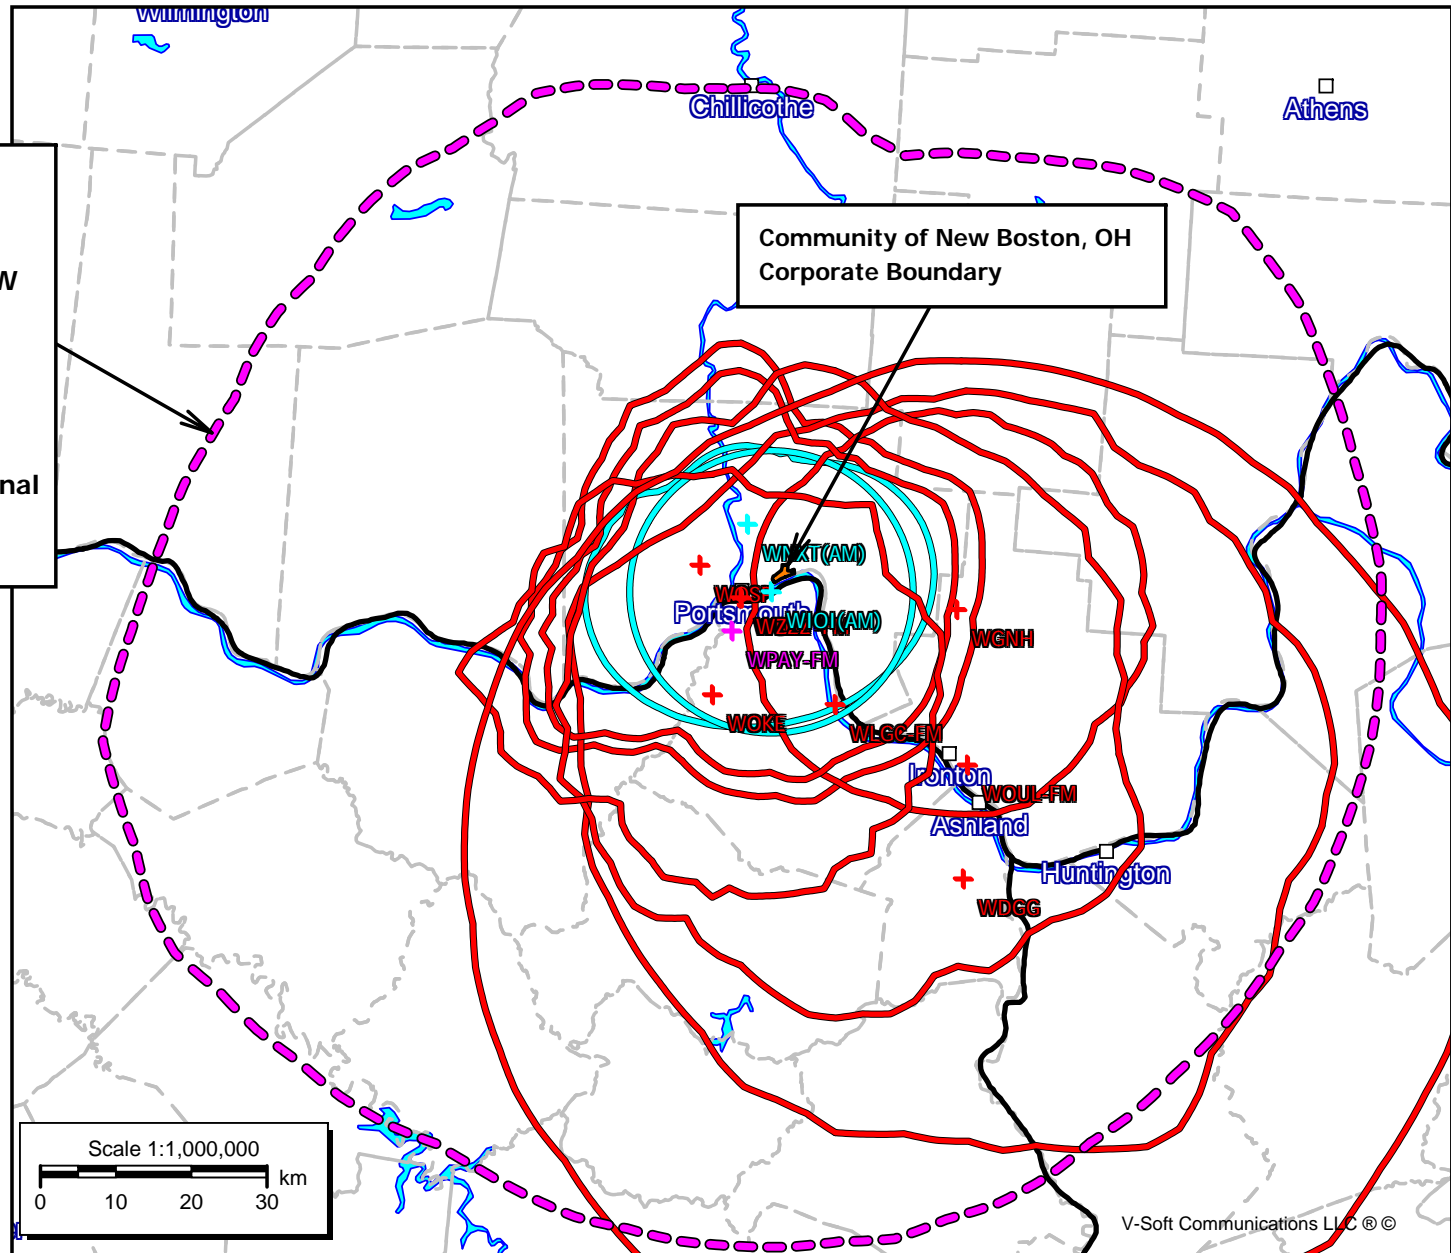 Wilmington
Chillicothe
Athens
W
Community of New Boston, OH
Corporate Boundary
nal
WNXT(AM)
Portsmouth
WIOI(AM)
WGNH
WPAY-FM
WOKE
WLGC-FM
Ironton
WOUL-FM
Ashland
Huntington
WDGG
Scale 1:1,000,000
km
0 10 20 30
V-Soft Communications LLC ® ©